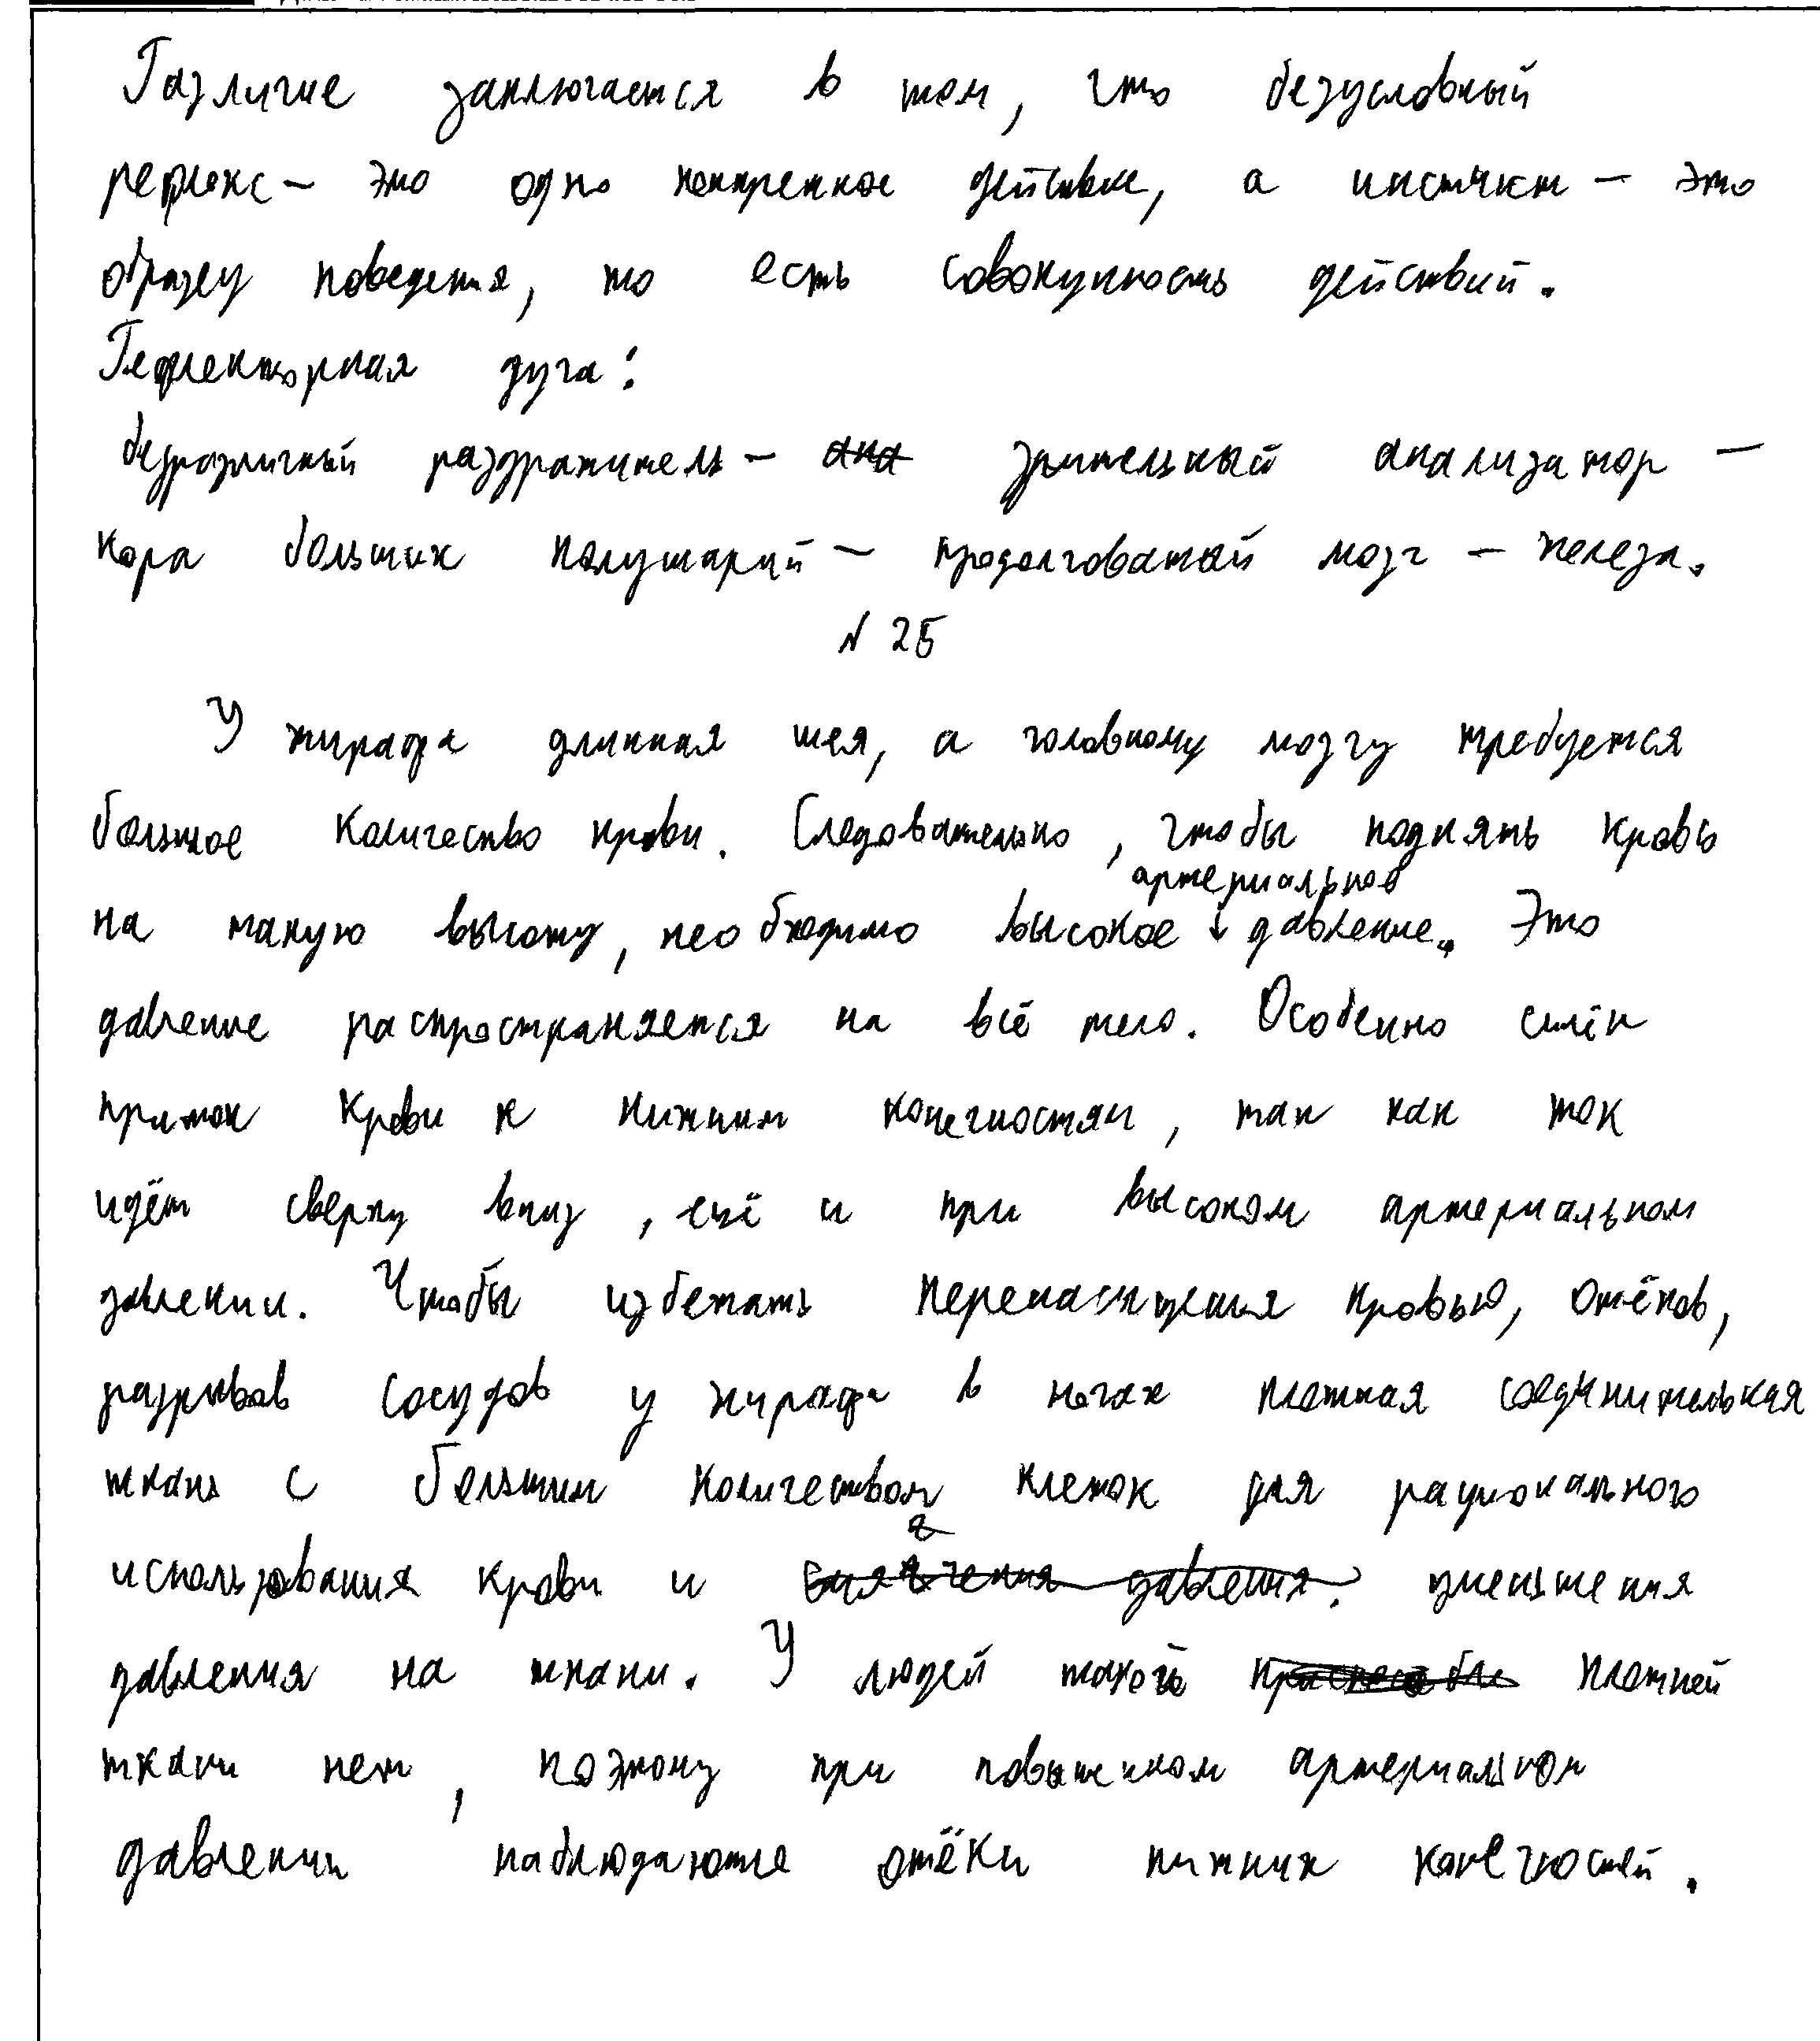 Различие заключается в том, что безусловный
рефлекс – это одно конкретное действие, а инстинкт – это
образец поведения, то есть совокупность действий.
Рефлекторная дуга:
безразличный раздражитель – ана зрительный анализатор –
кора больших полушарий – продолговатый мозг – железа.
№ 25
У жирафа длинная шея, а головному мозгу требуется
большое количество крови. Следовательно, чтобы поднять кровь
артериальное
на такую высоту, необходимо высокое ↓ давление. Это
давление распространяется на всё тело. Особенно силён
приток крови к нижним конечностям, так как ток
идёт сверху вниз, ещё и при высоком артериальном
давлении. Чтобы избежать перенасыщения кровью, отёков,
разрывов сосудов у жирафа в ногах плотная соединительная
ткань с большим количеством клеток для рационального
использования крови и смягчения давления. уменьшения
давления на ткани. У людей такой плотной
ткани нет, поэтому при повышенном артериальном
давлении наблюдаются отёки нижних конечностей.